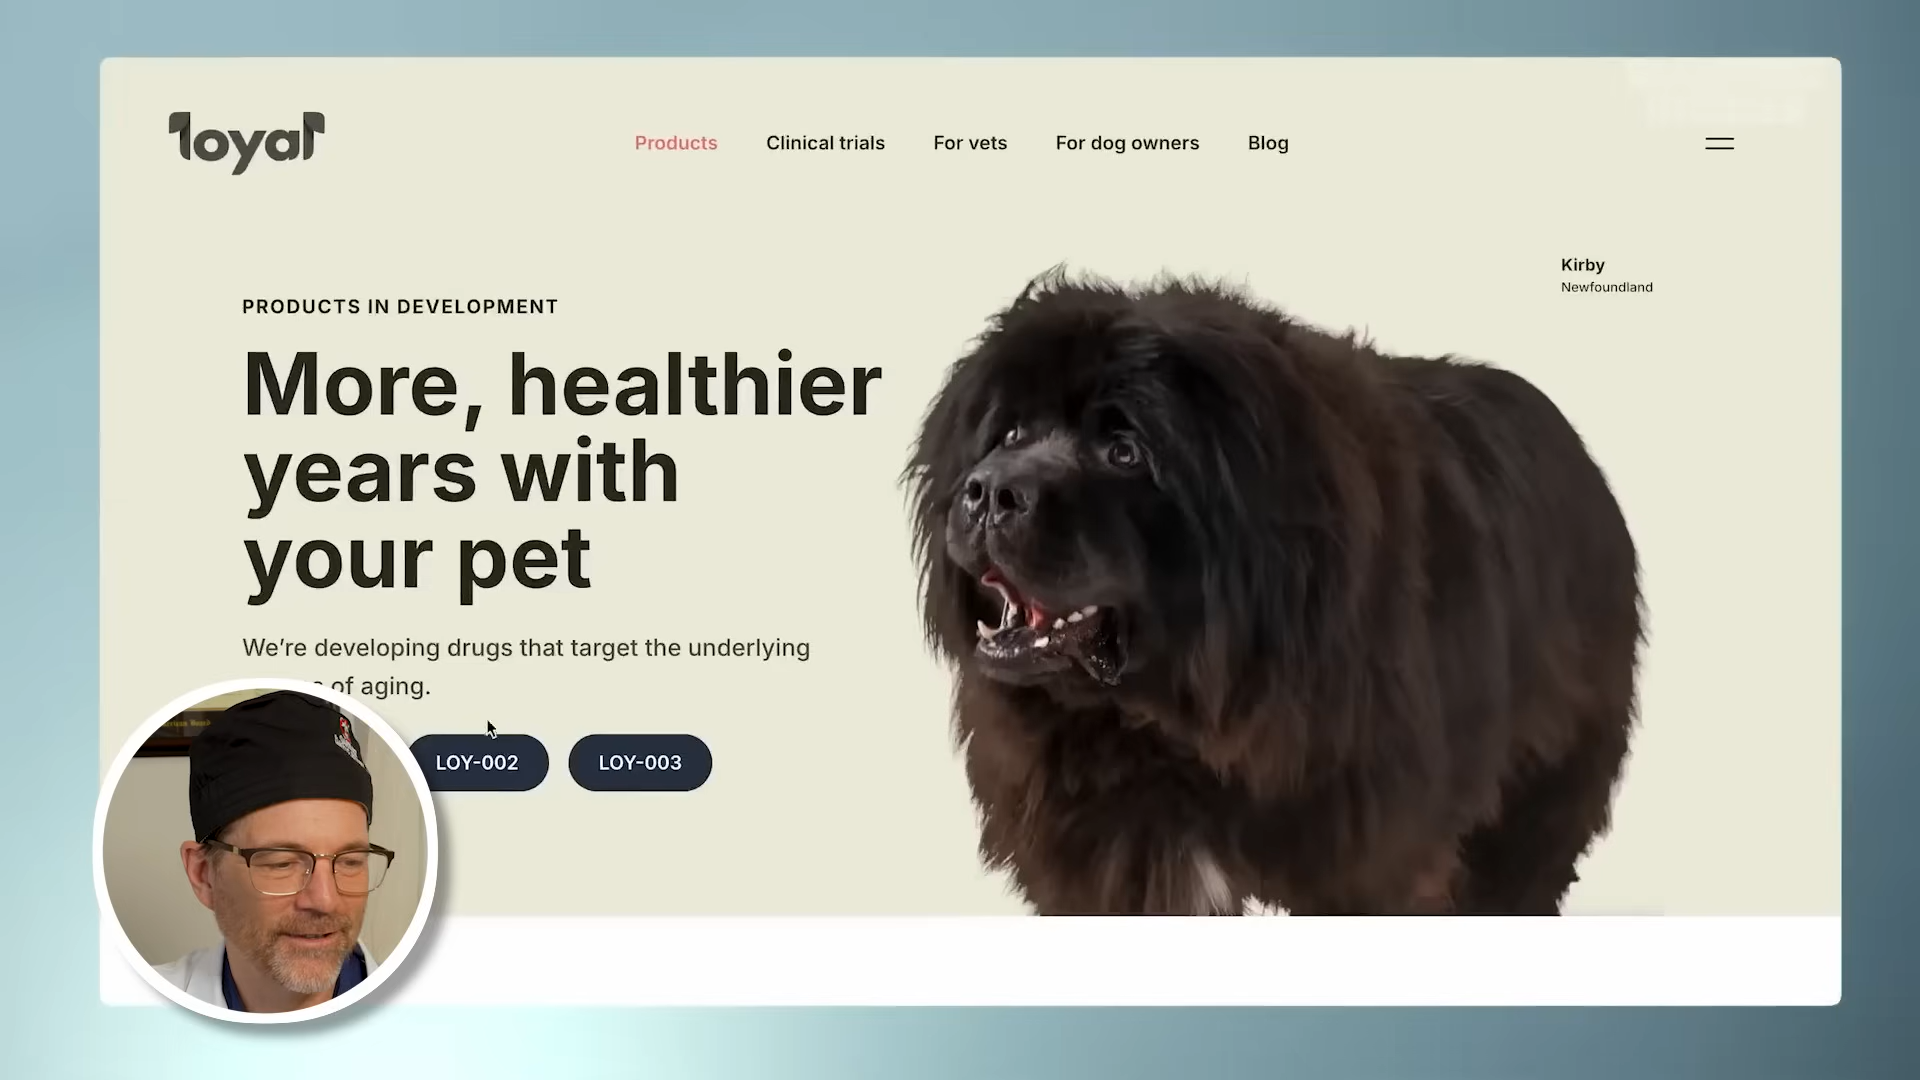 loyal
Products
Clinical trials
For vets
For dog owners
Blog
Kirby
Newfoundland
PRODUCTS IN DEVELOPMENT
More, healthier
years with
your pet
We're developing drugs that target the underlying
of aging.
LOY-002
LOY-003